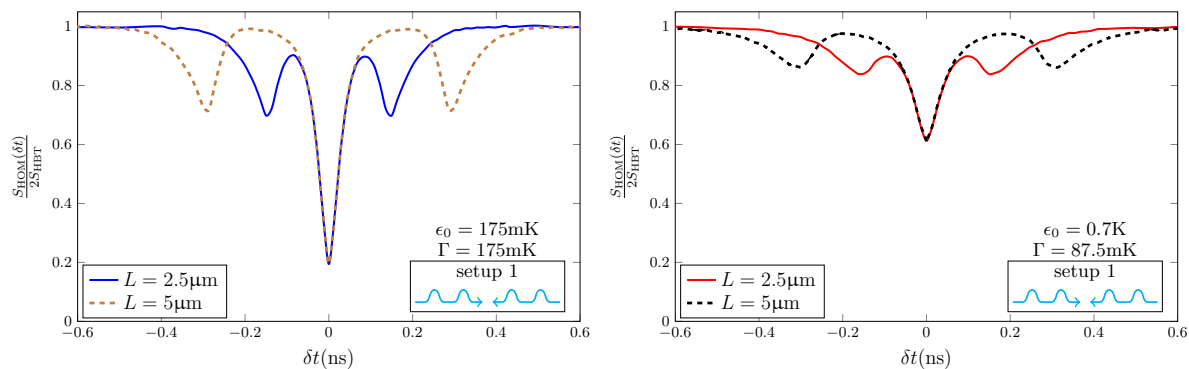 1
0.8
0.6
0.4
0.2
0
S_HOM(δt)
2S_HBT
ϵ₀ = 175mK
Γ = 175mK
setup 1
L = 2.5µm
L = 5µm
−0.6 −0.4 −0.2 0 0.2 0.4 0.6
δt(ns)
1
0.8
0.6
0.4
0.2
0
S_HOM(δt)
2S_HBT
ϵ₀ = 0.7K
Γ = 87.5mK
setup 1
L = 2.5µm
L = 5µm
−0.6 −0.4 −0.2 0 0.2 0.4 0.6
δt(ns)